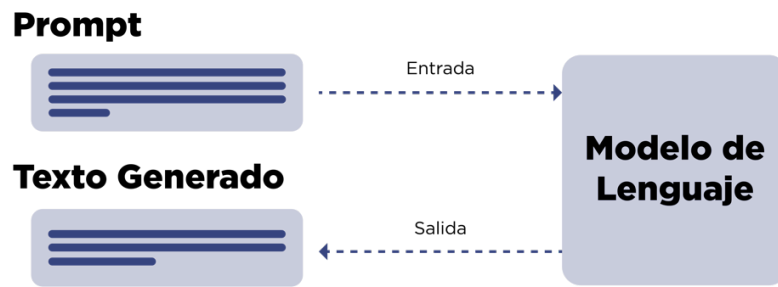 Prompt
Entrada
Modelo de
Lenguaje
Texto Generado
Salida